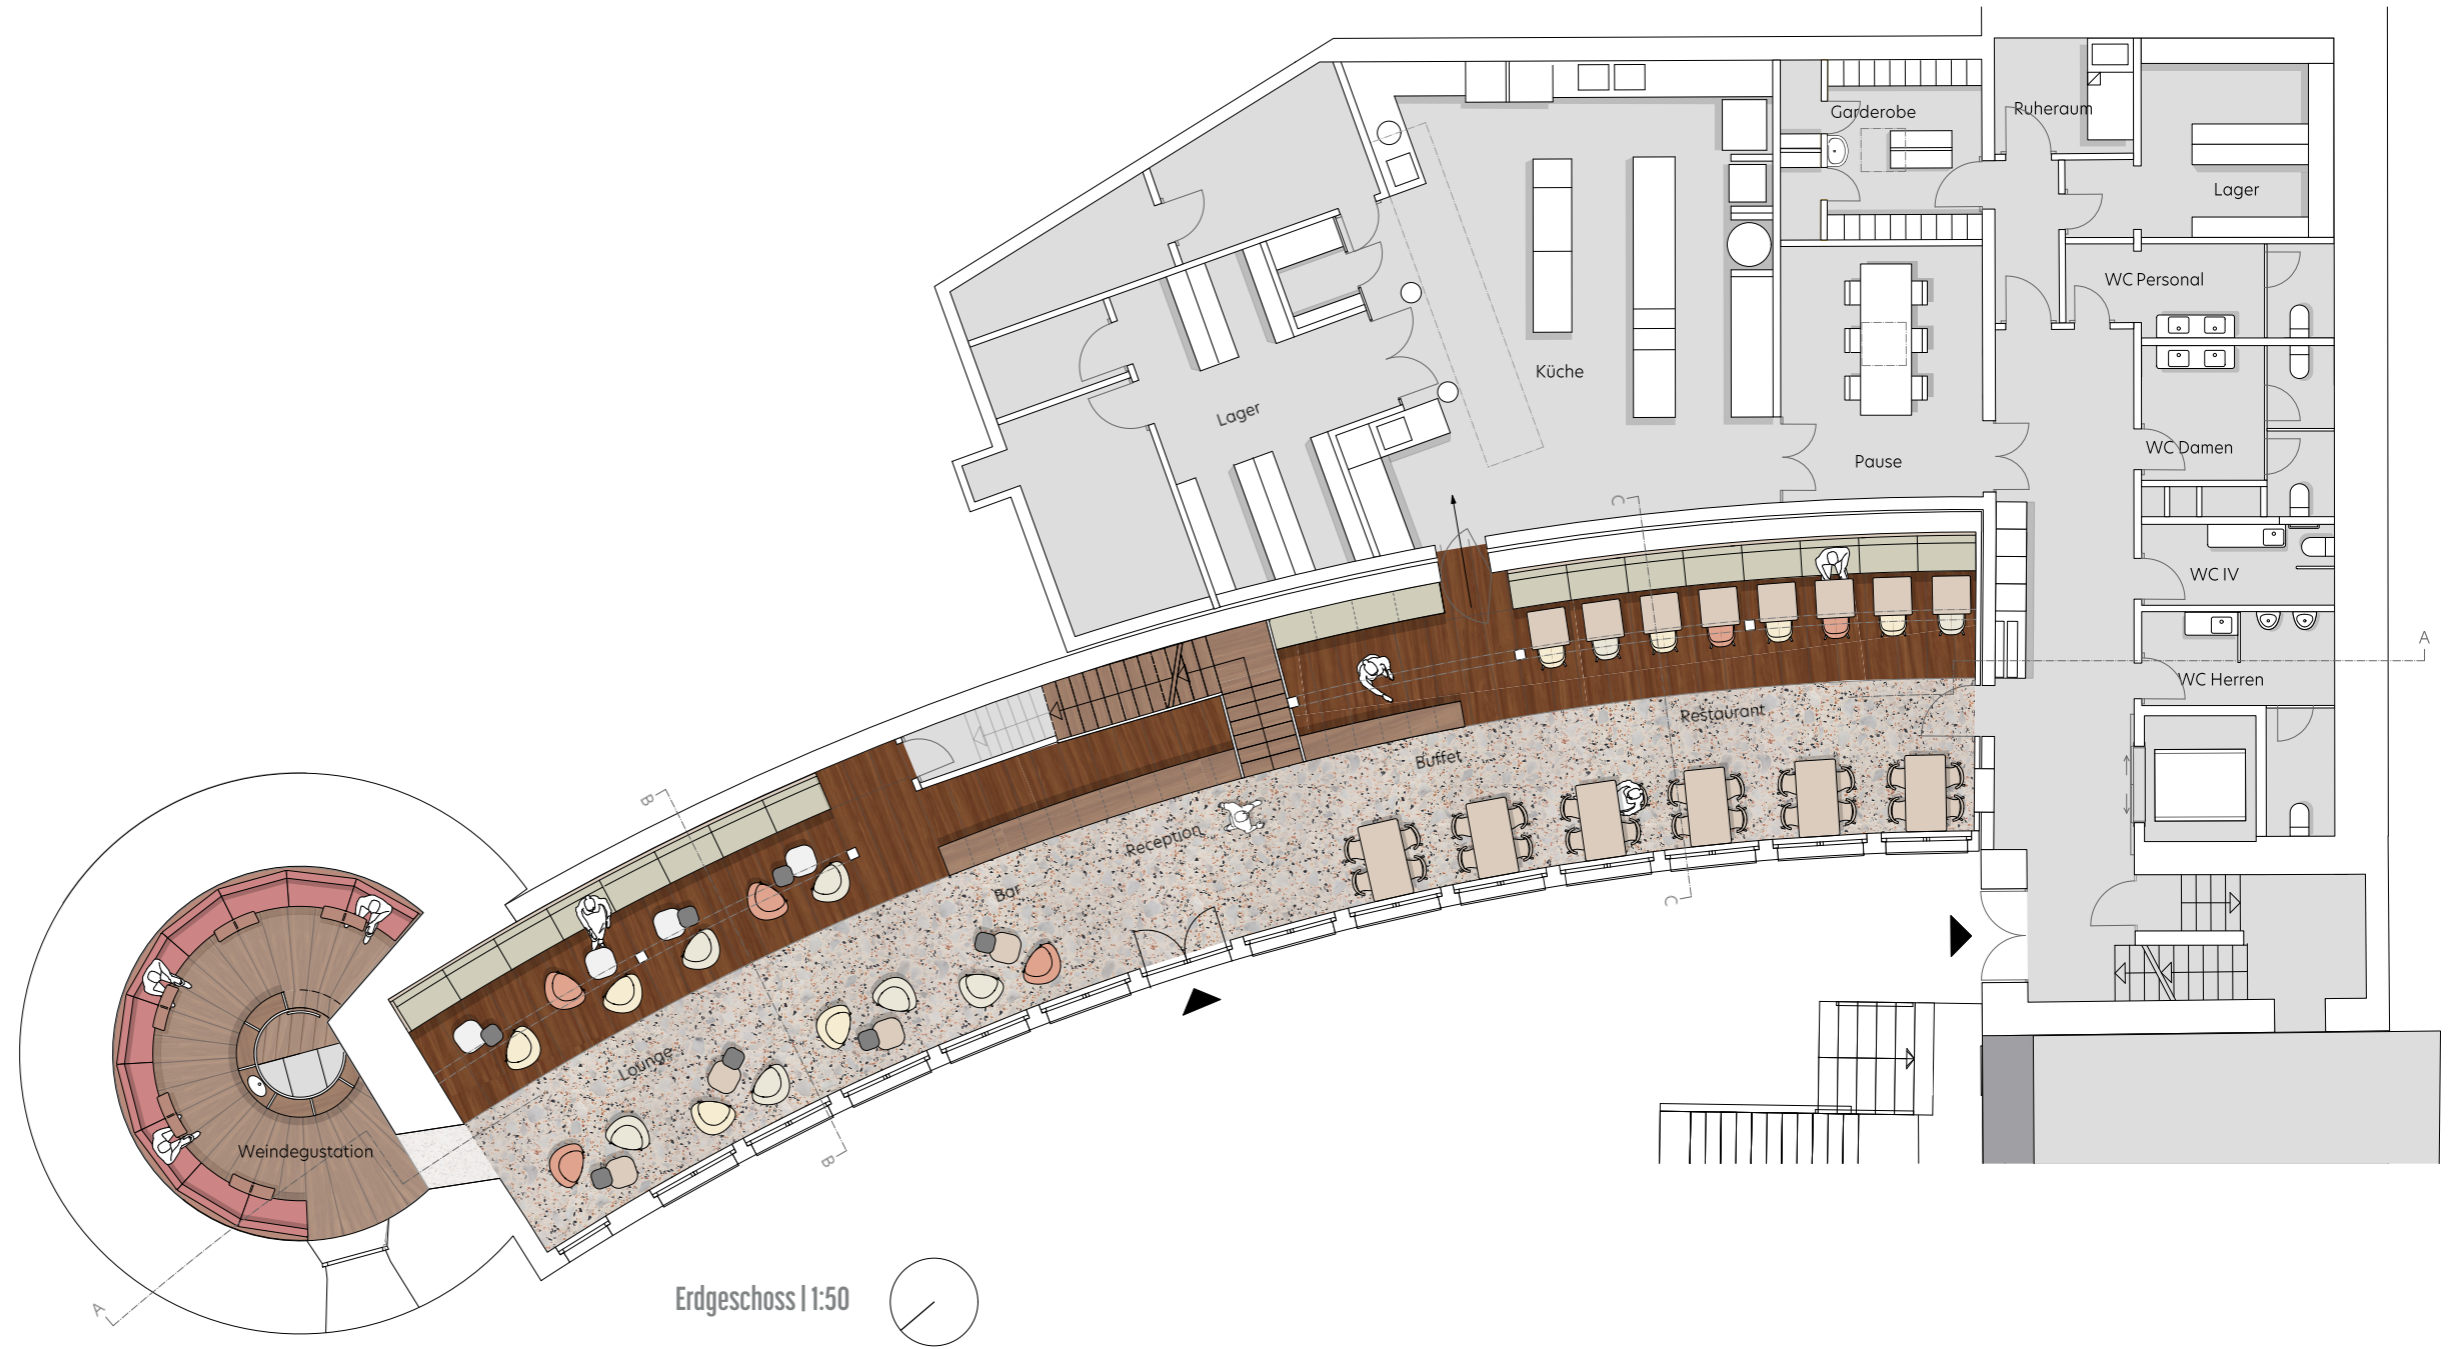 Garderobe
Ruheraum
Lager
WC Personal
Küche
Lager
WC Damen
Pause
C
WC IV
A
WC Herren
Restaurant
Buffet
B
Reception
Bar
C
Lounge
Weindegustation
B
A
Erdgeschoss | 1:50